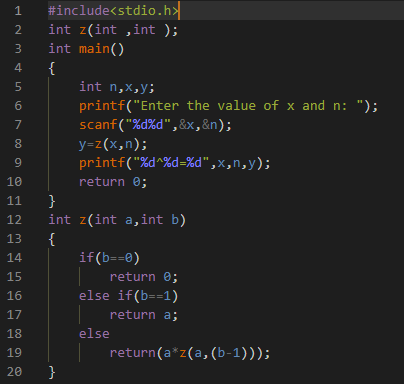 1 #include<stdio.h>
2 int z(int ,int );
3 int main()
4 {
5 int n,x,y;
6 printf("Enter the value of x and n: ");
7 scanf("%d%d",&x,&n);
8 y=z(x,n);
9 printf("%d^%d=%d",x,n,y);
10 return 0;
11 }
12 int z(int a,int b)
13 {
14 if(b==0)
15 return 0;
16 else if(b==1)
17 return a;
18 else
19 return(a*z(a,(b-1)));
20 }